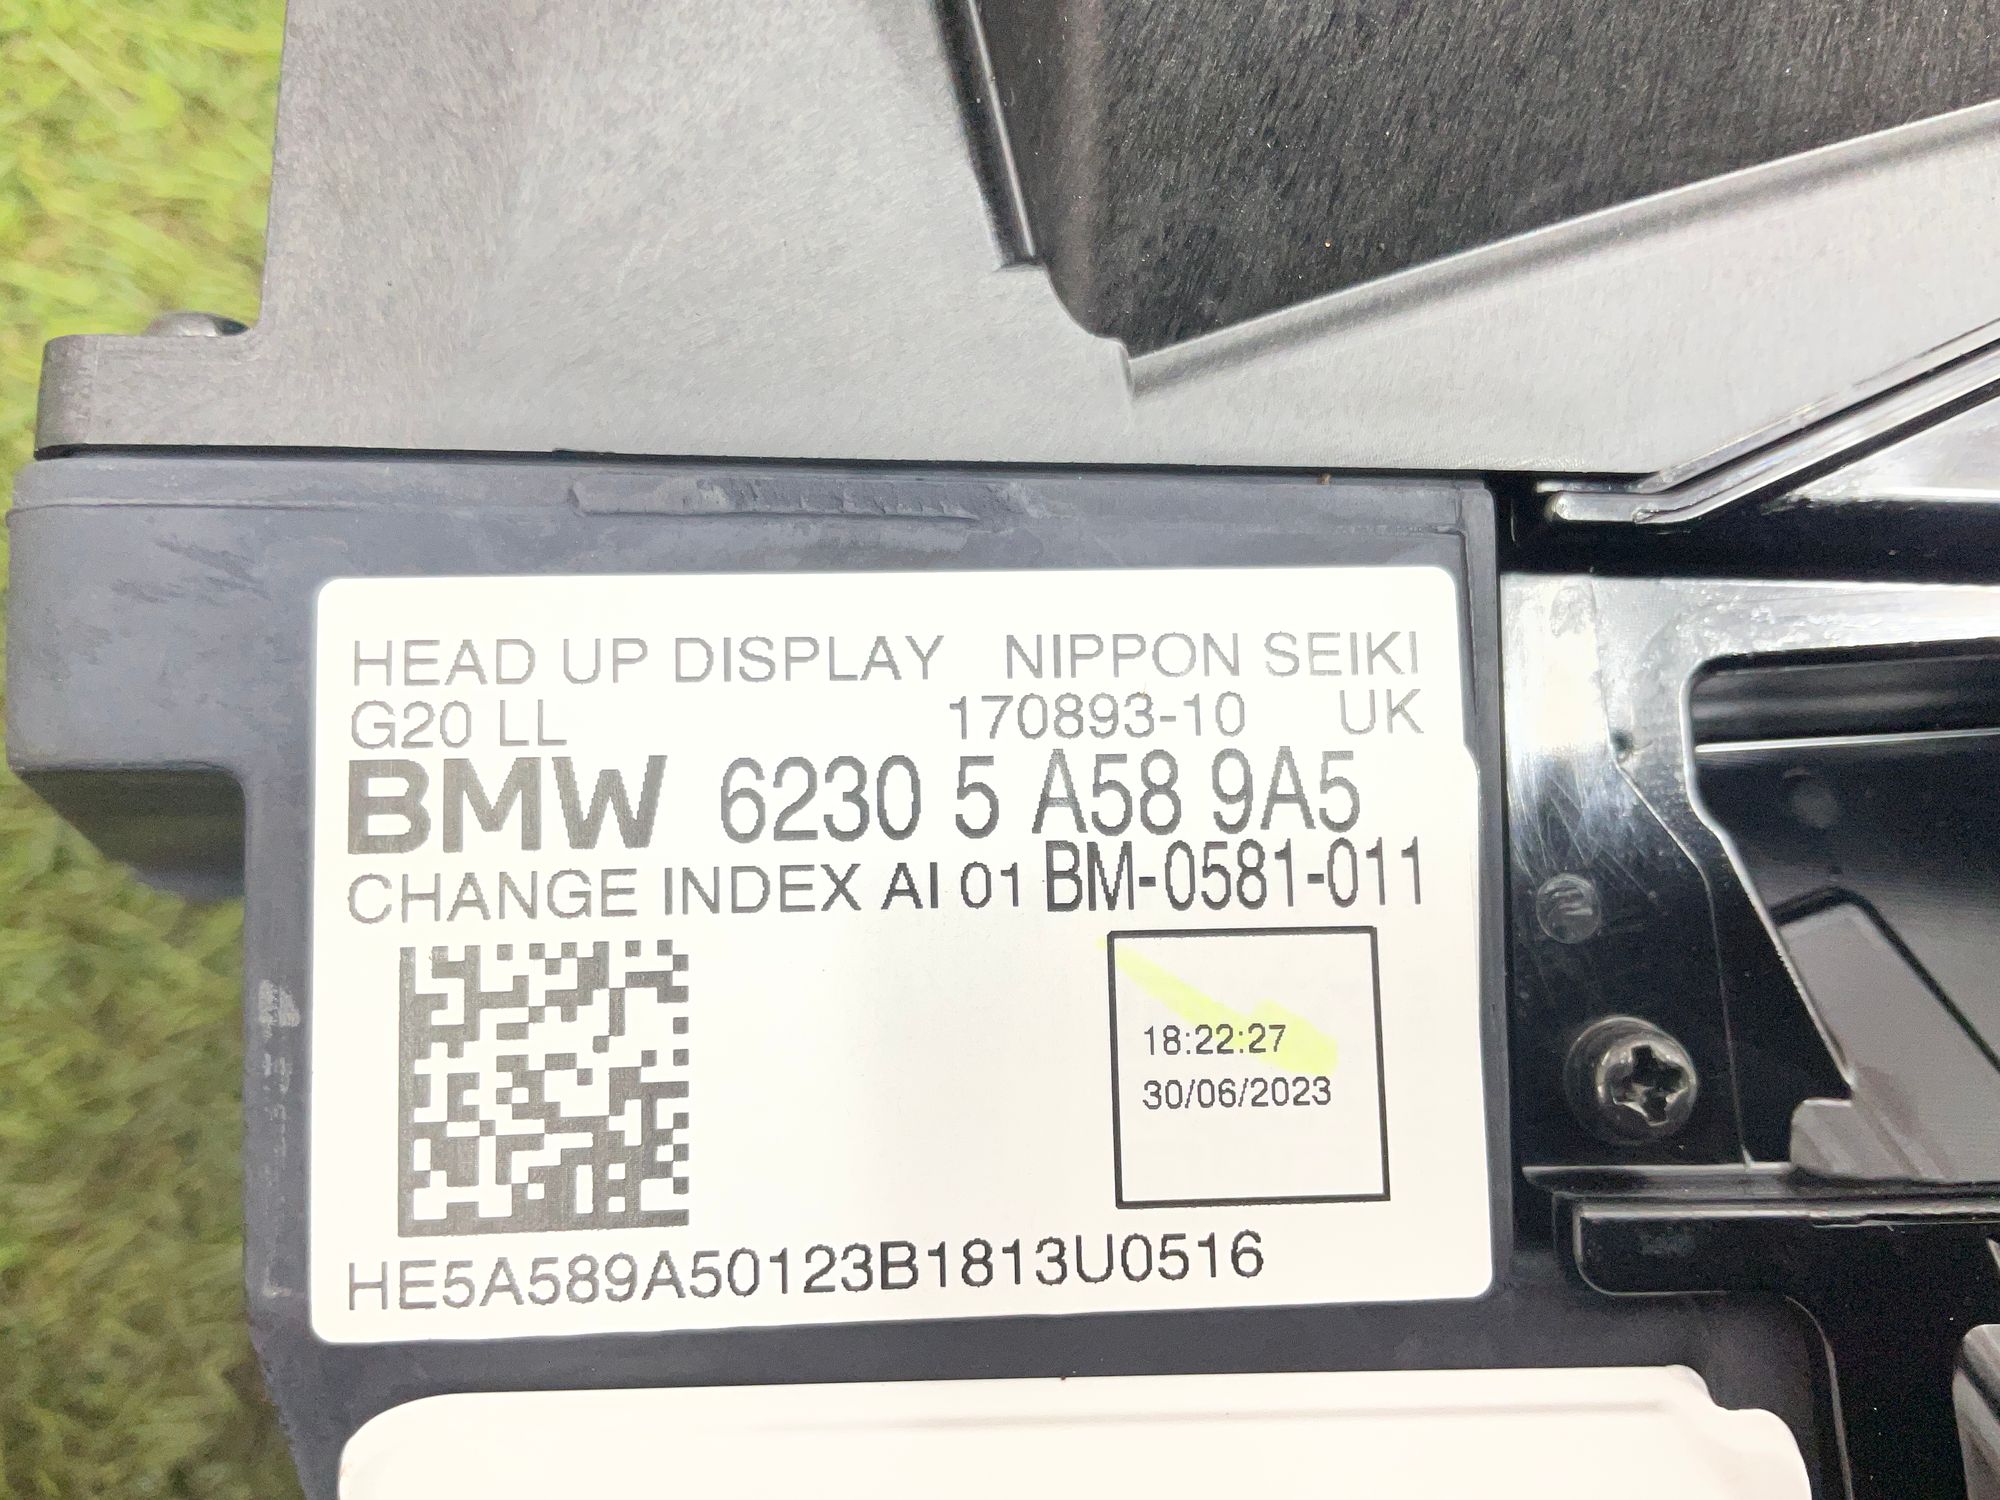 HEAD UP DISPLAY NIPPON SEIKI
G20 LL 170893-10 UK
BMW 6230 5 A58 9A5
CHANGE INDEX AI 01 BM-0581-011
18:22:27
30/06/2023
HE5A589A50123B1813U0516